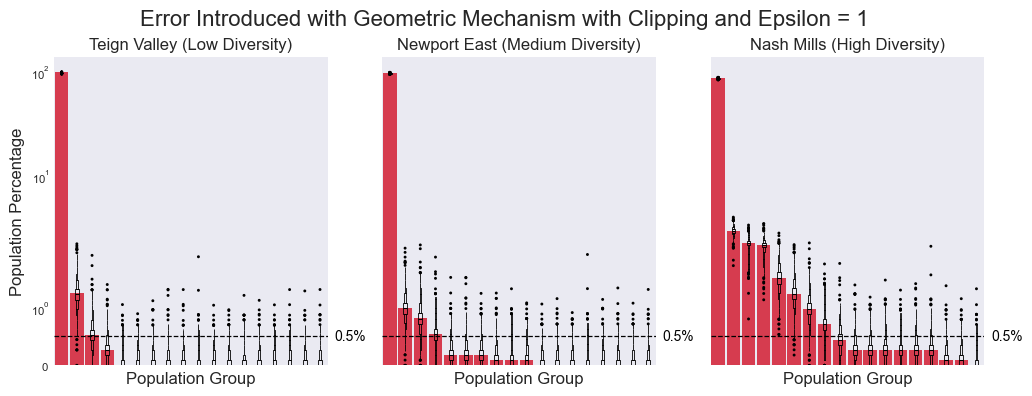 Error Introduced with Geometric Mechanism with Clipping and Epsilon = 1
Teign Valley (Low Diversity)
Newport East (Medium Diversity)
Nash Mills (High Diversity)
Population Percentage
10²
10¹
10⁰
0
0.5%
0.5%
0.5%
Population Group
Population Group
Population Group